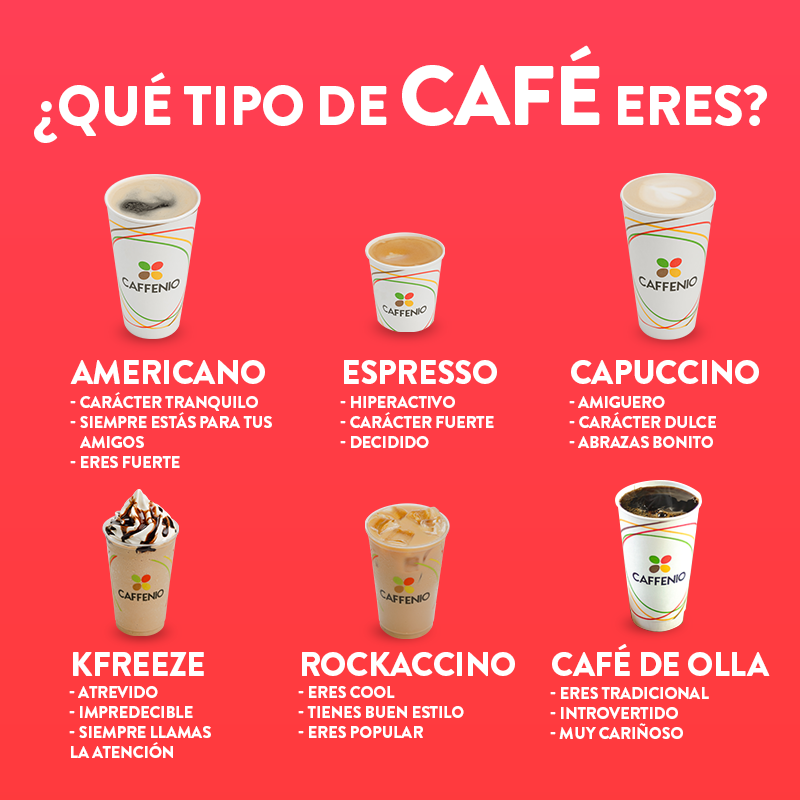 ¿QUÉ TIPO DE CAFÉ ERES?
CAFFENIO
CAFFENIO
CAFFENIO
AMERICANO
- CARÁCTER TRANQUILO
- SIEMPRE ESTÁS PARA TUS
AMIGOS
- ERES FUERTE
ESPRESSO
- HIPERACTIVO
- CARÁCTER FUERTE
- DECIDIDO
CAPUCCINO
- AMIGUERO
- CARÁCTER DULCE
- ABRAZAS BONITO
CAFFENIO
CAFFENIO
CAFFENIO
KFREEZE
- ATREVIDO
- IMPREDECIBLE
- SIEMPRE LLAMAS
LA ATENCIÓN
ROCKACCINO
- ERES COOL
- TIENES BUEN ESTILO
- ERES POPULAR
CAFÉ DE OLLA
- ERES TRADICIONAL
- INTROVERTIDO
- MUY CARIÑOSO